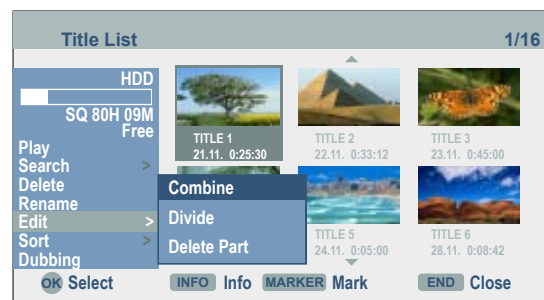 Title List 1/16
HDD
SQ 80H 09M
Free
Play
Search >
Delete
Rename
Edit >
Sort >
Dubbing
TITLE 1
21.11. 0:25:30
TITLE 2
22.11. 0:33:12
TITLE 3
23.11. 0:45:00
Combine
Divide
Delete Part
TITLE 5
24.11. 0:05:00
TITLE 6
28.11. 0:08:42
OK Select INFO Info MARKER Mark END Close